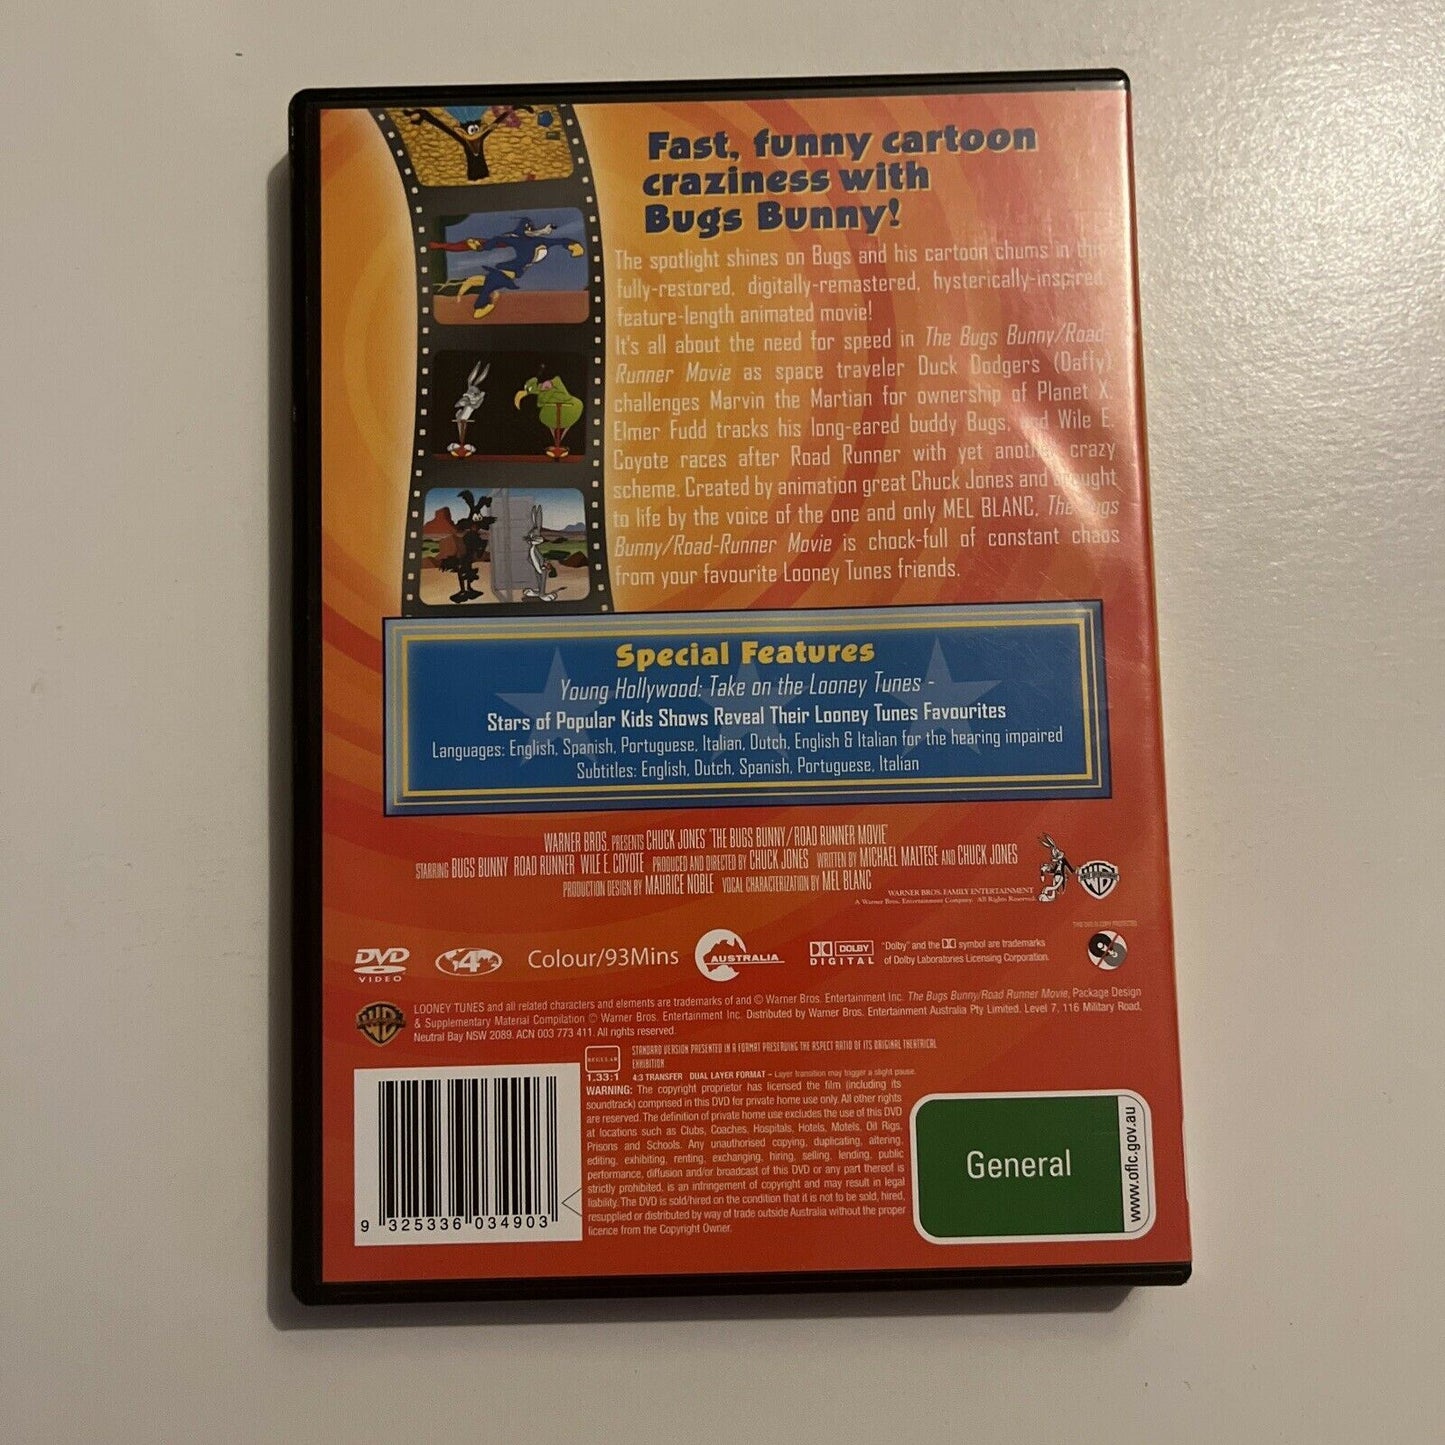 Fast, funny cartoon
craziness with
Bugs Bunny!
The spotlight shines on Bugs and his cartoon chums in this
fully-restored, digitally-remastered, hysterically-inspired,
feature-length animated movie!
It's all about the need for speed in The Bugs Bunny/Road-
Runner Movie as space traveler Duck Dodgers (Daffy)
challenges Marvin the Martian for ownership of Planet X.
Elmer Fudd tracks his long-eared buddy Bugs, and Wile E.
Coyote races after Road Runner with yet another crazy
scheme. Created by animation great Chuck Jones and brought
to life by the voice of the one and only MEL BLANC, The Bugs
Bunny/Road-Runner Movie is chock-full of constant chaos
from your favourite Looney Tunes friends.
Special Features
Young Hollywood: Take on the Looney Tunes -
Stars of Popular Kids Shows Reveal Their Looney Tunes Favourites
Languages: English, Spanish, Portuguese, Italian, Dutch, English & Italian for the hearing impaired
Subtitles: English, Dutch, Spanish, Portuguese, Italian
WARNER BROS. PRESENTS CHUCK JONES' "THE BUGS BUNNY/ROAD RUNNER MOVIE"
STARRING BUGS BUNNY ROAD RUNNER WILE E. COYOTE PRODUCED AND DIRECTED BY CHUCK JONES WRITTEN BY MICHAEL MALTESE AND CHUCK JONES
PRODUCTION DESIGN BY MAURICE NOBLE VOCAL CHARACTERIZATION BY MEL BLANC
WARNER BROS. FAMILY ENTERTAINMENT
A Warner Bros. Entertainment Company. All Rights Reserved.
THIS DVD IS COPY PROTECTED
DVD VIDEO
4
Colour/93Mins
AUSTRALIA
DOLBY DIGITAL
"Dolby" and the DD symbol are trademarks
of Dolby Laboratories Licensing Corporation.
LOONEY TUNES and all related characters and elements are trademarks of and © Warner Bros. Entertainment Inc. The Bugs Bunny/Road Runner Movie, Package Design
& Supplementary Material Compilation © Warner Bros. Entertainment Inc. Distributed by Warner Bros. Entertainment Australia Pty Limited. Level 7, 116 Military Road,
Neutral Bay NSW 2089. ACN 003 773 411. All rights reserved.
REGULAR
1.33:1
STANDARD VERSION PRESENTED IN A FORMAT PRESERVING THE ASPECT RATIO OF ITS ORIGINAL THEATRICAL
EXHIBITION
4:3 TRANSFER DUAL LAYER FORMAT – Layer transition may trigger a slight pause.
WARNING: The copyright proprietor has licensed the film (including its
soundtrack) comprised in this DVD for private home use only. All other rights
are reserved. The definition of private home use excludes the use of this DVD
at locations such as Clubs, Coaches, Hospitals, Hotels, Motels, Oil Rigs,
Prisons and Schools. Any unauthorised copying, duplicating, altering,
editing, exhibiting, renting, exchanging, hiring, selling, lending, public
performance, diffusion and/or broadcast of this DVD or any part thereof is
strictly prohibited, is an infringement of copyright and may result in legal
liability. The DVD is sold/hired on the condition that it is not to be sold, hired,
resupplied or distributed by way of trade outside Australia without the proper
licence from the Copyright Owner.
9 325336 034903
General
www.oflc.gov.au